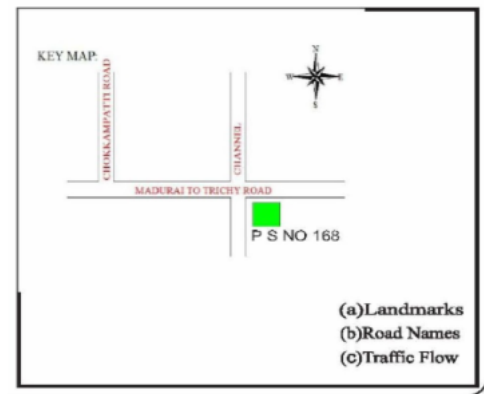 KEY MAP:
N
W E
S
CHOKKAMPATTI ROAD
CHANNEL
MADURAI TO TRICHY ROAD
P S NO 168
(a)Landmarks
(b)Road Names
(c)Traffic Flow